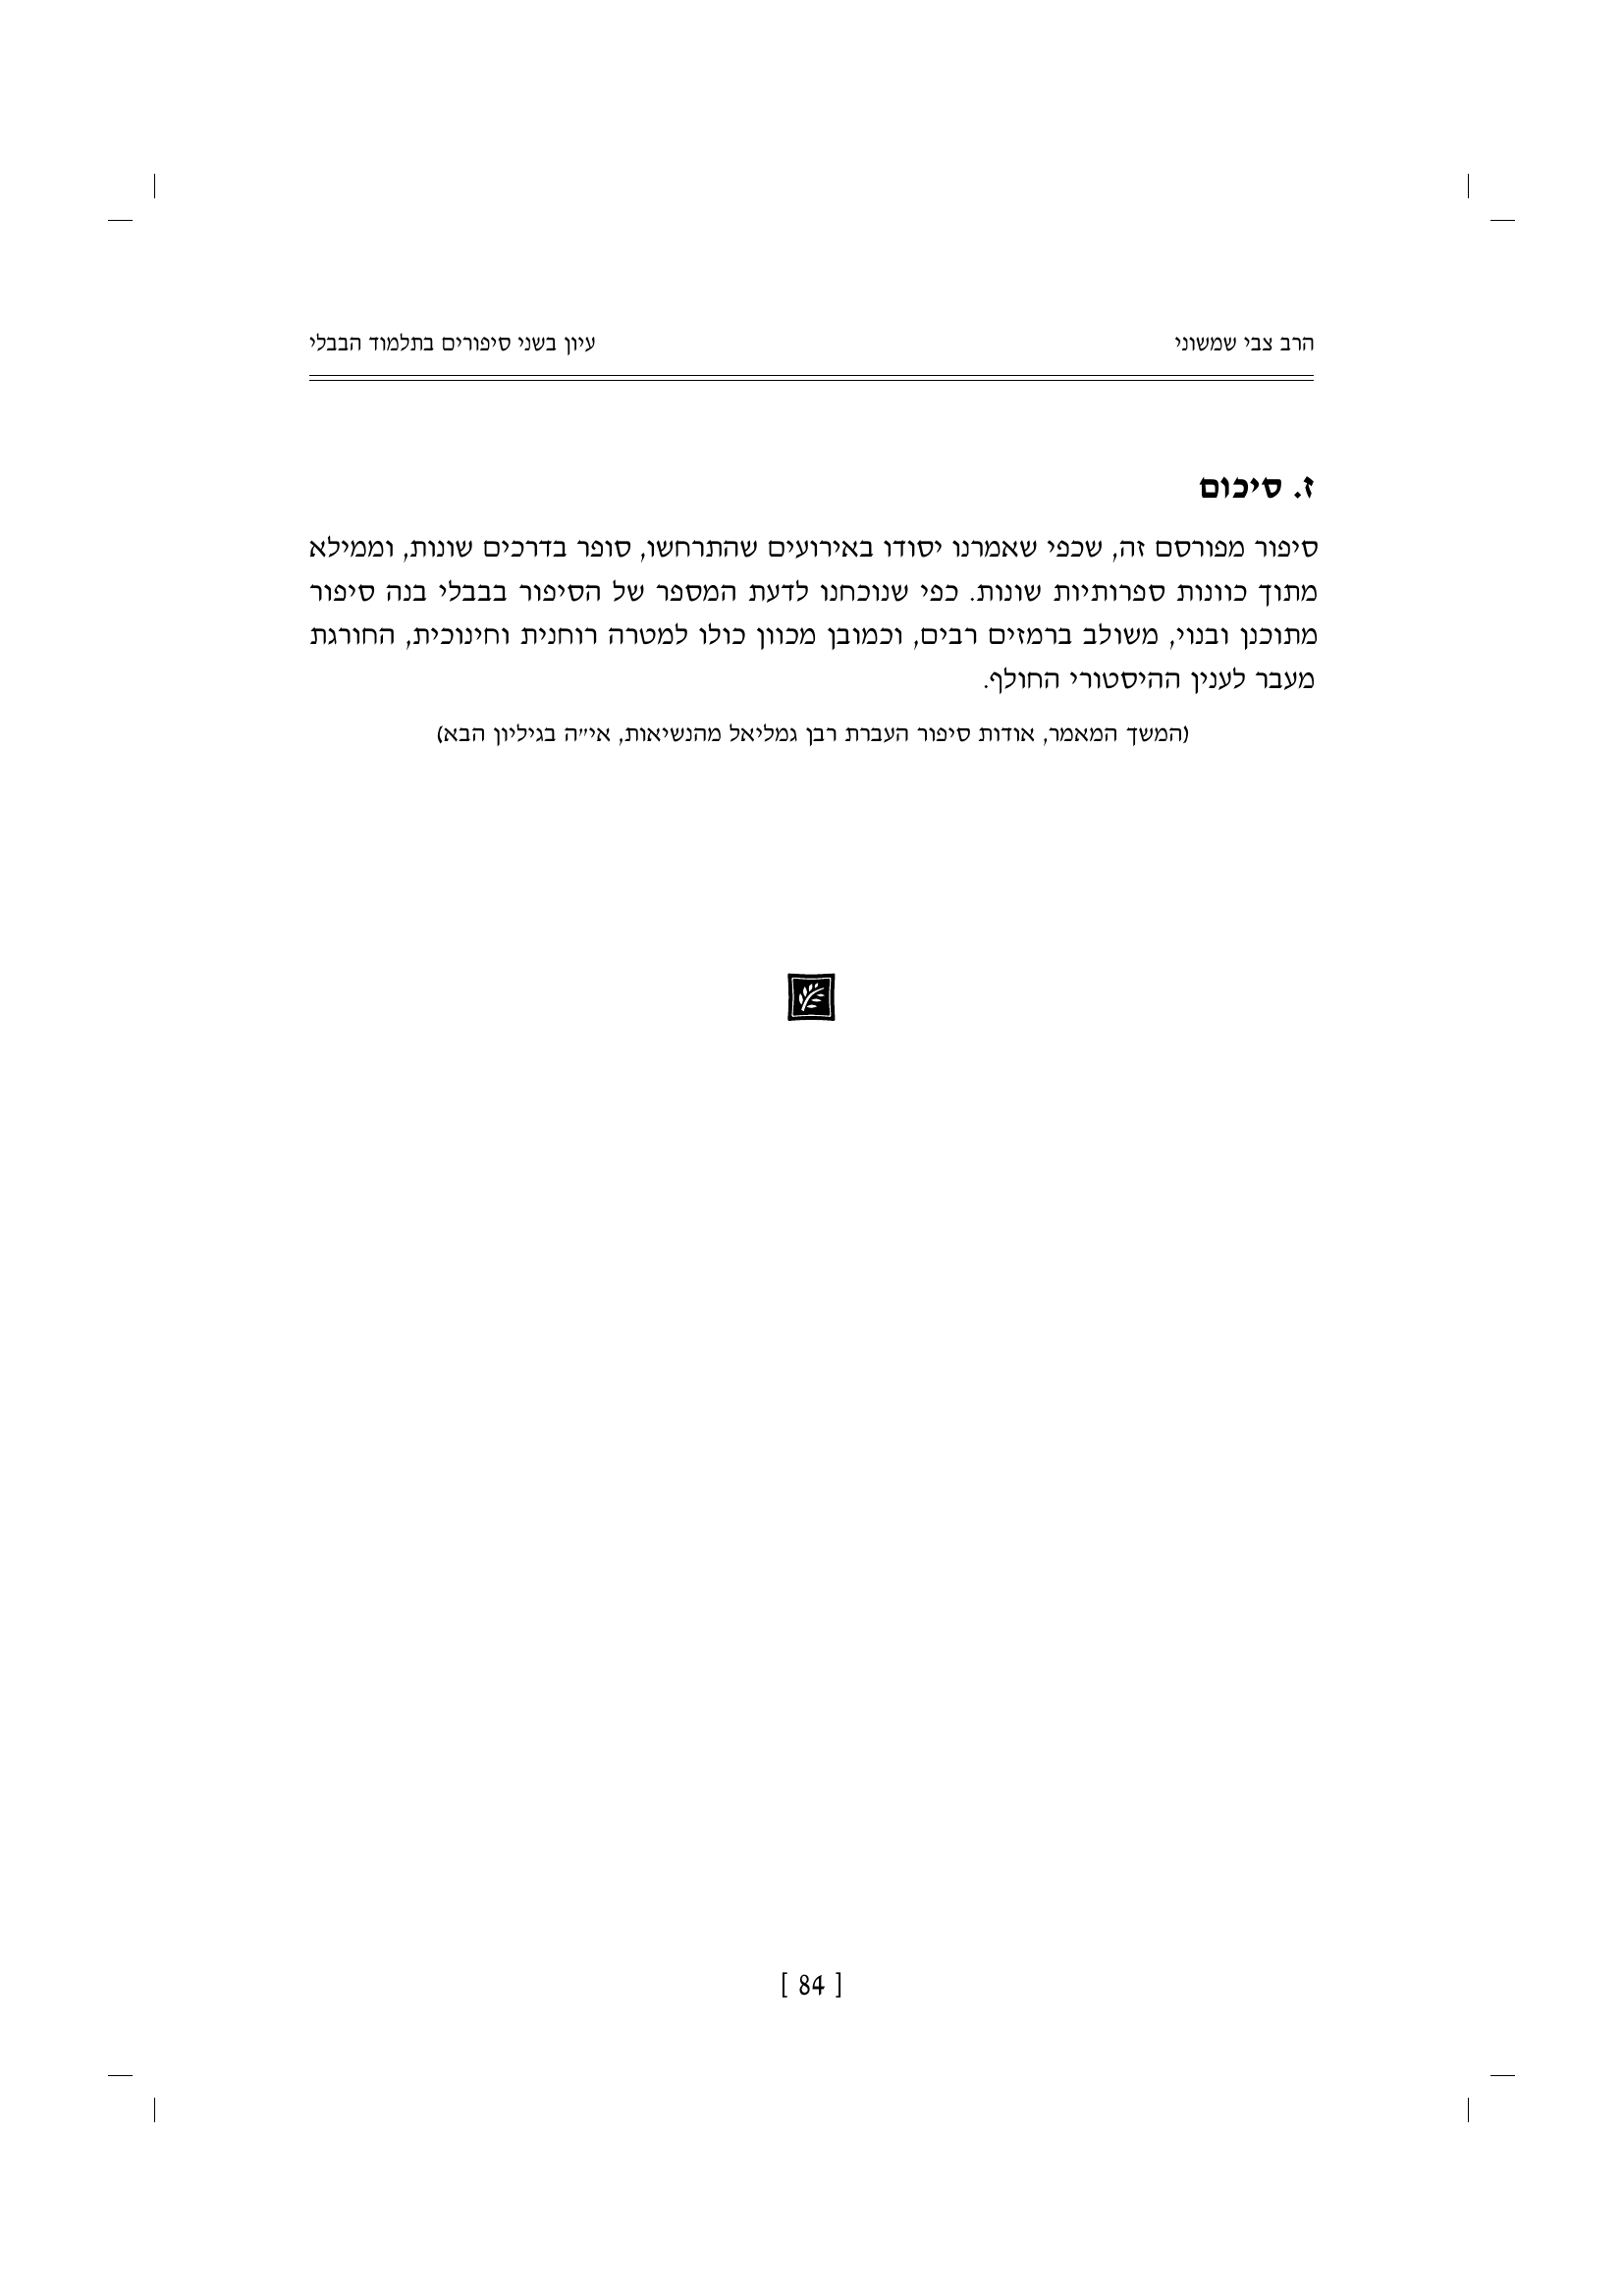 הרב צבי שמשוני
עיון בשני סיפורים בתלמוד הבבלי
ז. סיכום
סיפור מפורסם זה, שכפי שאמרנו יסודו באירועים שהתרחשו, סופר בדרכים שונות, וממילא
מתוך כוונות ספרותיות שונות. כפי שנוכחנו לדעת המספר של הסיפור בבבלי בנה סיפור
מתוכנן ובנוי, משולב ברמזים רבים, וכמובן מכוון כולו למטרה רוחנית וחינוכית, החורגת
מעבר לענין ההיסטורי החולף.
(המשך המאמר, אודות סיפור העברת רבן גמליאל מהנשיאות, אי״ה בגיליון הבא)
[ 84 ]